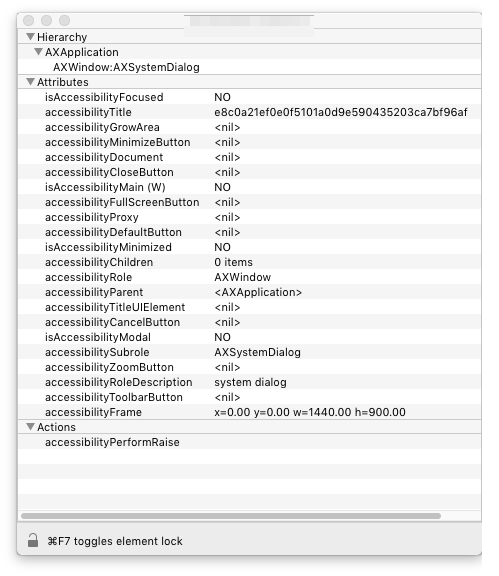 Hierarchy
AXApplication
AXWindow:AXSystemDialog
Attributes
isAccessibilityFocused NO
accessibilityTitle e8c0a21ef0e0f5101a0d9e590435203ca7bf96af
accessibilityGrowArea <nil>
accessibilityMinimizeButton <nil>
accessibilityDocument <nil>
accessibilityCloseButton <nil>
isAccessibilityMain (W) NO
accessibilityFullScreenButton <nil>
accessibilityProxy <nil>
accessibilityDefaultButton <nil>
isAccessibilityMinimized NO
accessibilityChildren 0 items
accessibilityRole AXWindow
accessibilityParent <AXApplication>
accessibilityTitleUIElement <nil>
accessibilityCancelButton <nil>
isAccessibilityModal NO
accessibilitySubrole AXSystemDialog
accessibilityZoomButton <nil>
accessibilityRoleDescription system dialog
accessibilityToolbarButton <nil>
accessibilityFrame x=0.00 y=0.00 w=1440.00 h=900.00
Actions
accessibilityPerformRaise
⌘F7 toggles element lock